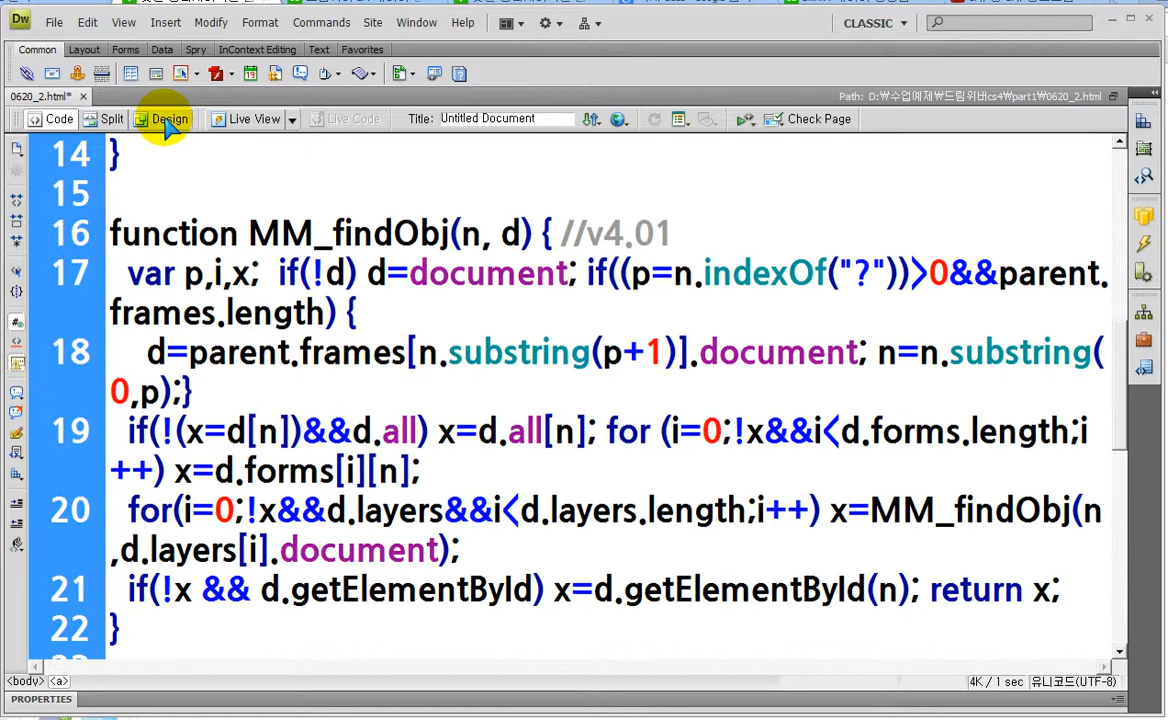 Dw File Edit View Insert Modify Format Commands Site Window Help CLASSIC
Common Layout Forms Data Spry InContext Editing Text Favorites
0620_2.html* Path: D:￦수업예제￦드림위버cs4￦part1￦0620_2.html
Code Split Design Live View Live Code Title: Untitled Document Check Page
14 }
15
16 function MM_findObj(n, d) { //v4.01
17 var p,i,x;  if(!d) d=document; if((p=n.indexOf("?"))>0&&parent.
frames.length) {
18 d=parent.frames[n.substring(p+1)].document; n=n.substring(
0,p);}
19 if(!(x=d[n])&&d.all) x=d.all[n]; for (i=0;!x&&i<d.forms.length;i
++) x=d.forms[i][n];
20 for(i=0;!x&&d.layers&&i<d.layers.length;i++) x=MM_findObj(n
,d.layers[i].document);
21 if(!x && d.getElementById) x=d.getElementById(n); return x;
22 }
<body> <a> 4K / 1 sec 유니코드(UTF-8)
PROPERTIES